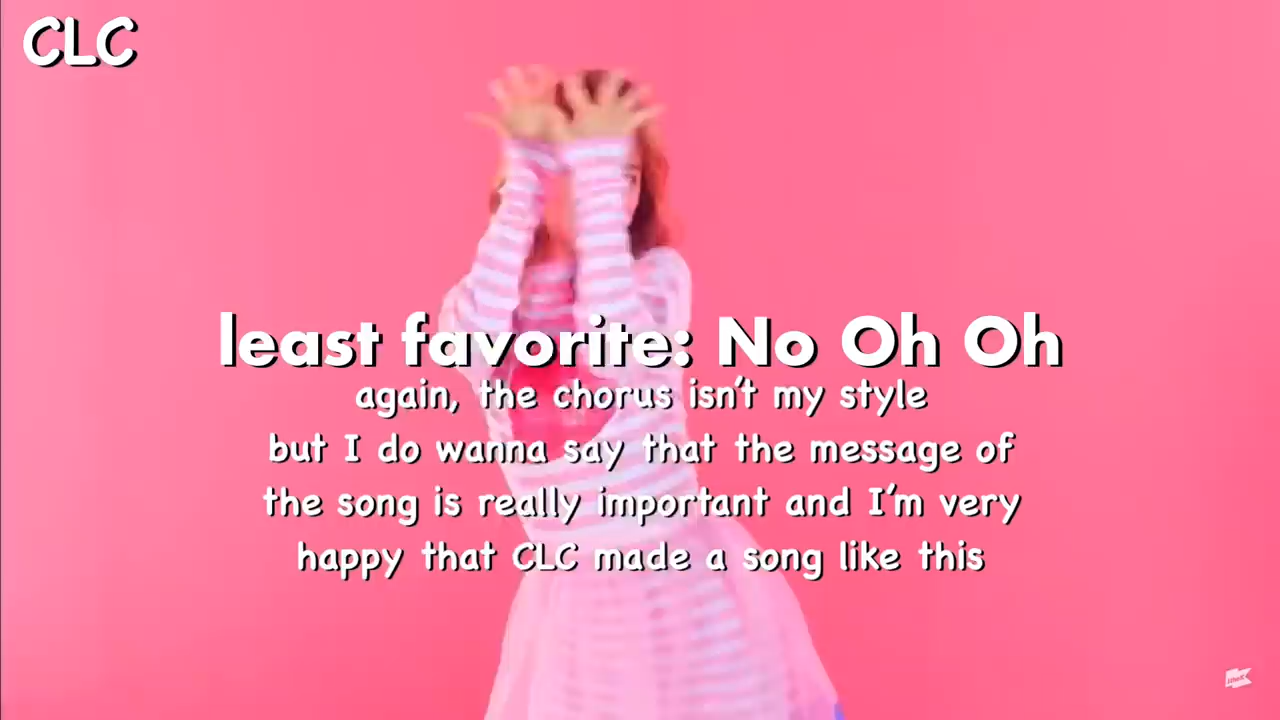 CLC
least favorite: No Oh Oh
again, the chorus isn't my style
but I do wanna say that the message of
the song is really important and I'm very
happy that CLC made a song like this